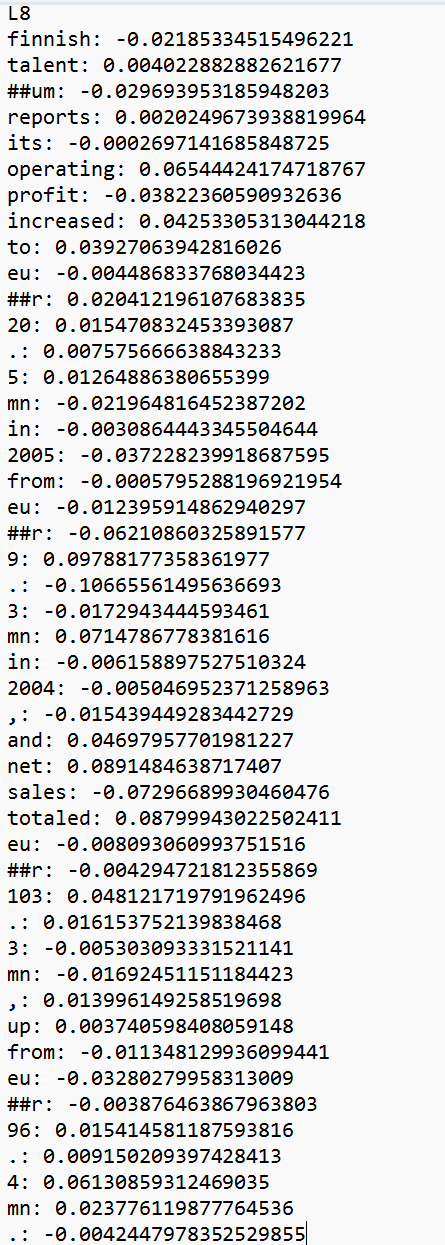 L8
finnish: -0.02185334515496221
talent: 0.004022882882621677
##um: -0.029693953185948203
reports: 0.0020249673938819964
its: -0.0002697141685848725
operating: 0.06544424174718767
profit: -0.03822360590932636
increased: 0.04253305313044218
to: 0.03927063942816026
eu: -0.004486833768034423
##r: 0.020412196107683835
20: 0.015470832453393087
.: 0.007575666638843233
5: 0.01264886380655399
mn: -0.021964816452387202
in: -0.0030864443345504644
2005: -0.037228239918687595
from: -0.0005795288196921954
eu: -0.012395914862940297
##r: -0.06210860325891577
9: 0.09788177358361977
.: -0.10665561495636693
3: -0.0172943444593461
mn: 0.0714786778381616
in: -0.006158897527510324
2004: -0.005046952371258963
,: -0.015439449283442729
and: 0.04697957701981227
net: 0.0891484638717407
sales: -0.07296689930460476
totaled: 0.08799943022502411
eu: -0.008093060993751516
##r: -0.004294721812355869
103: 0.048121719791962496
.: 0.016153752139838468
3: -0.005303093331521141
mn: -0.01692451151184423
,: 0.013996149258519698
up: 0.003740598408059148
from: -0.011348129936099441
eu: -0.03280279958313009
##r: -0.003876463867963803
96: 0.015414581187593816
.: 0.009150209397428413
4: 0.06130859312469035
mn: 0.023776119877764536
.: -0.0042447978352529855